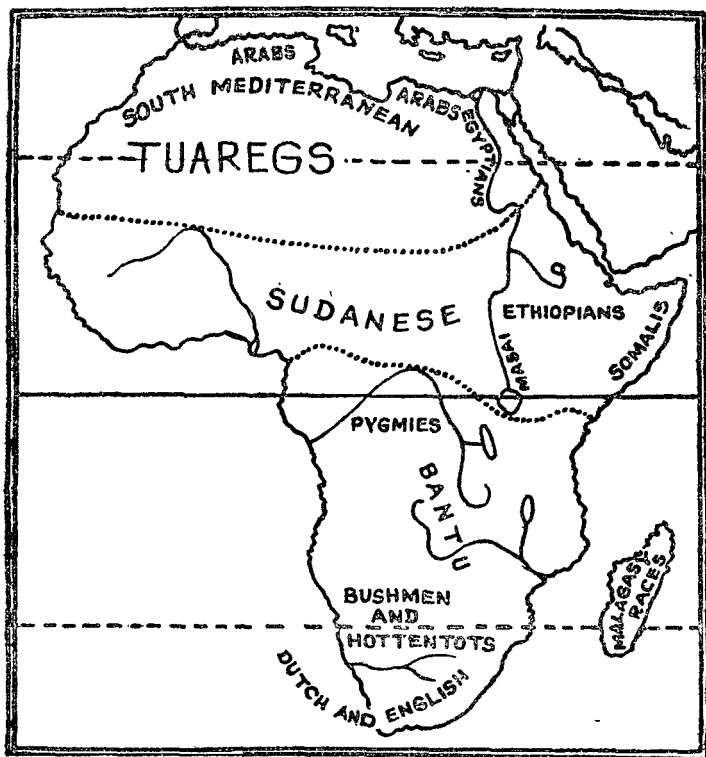 ARABS
SOUTH MEDITERRANEAN
ARABS
EGYPTIANS
TUAREGS
SUDANESE
ETHIOPIANS
SOMALIS
MASAI
PYGMIES
BANTU
MALAGASE
RACES
BUSHMEN
AND
HOTTENTOTS
DUTCH AND ENGLISH